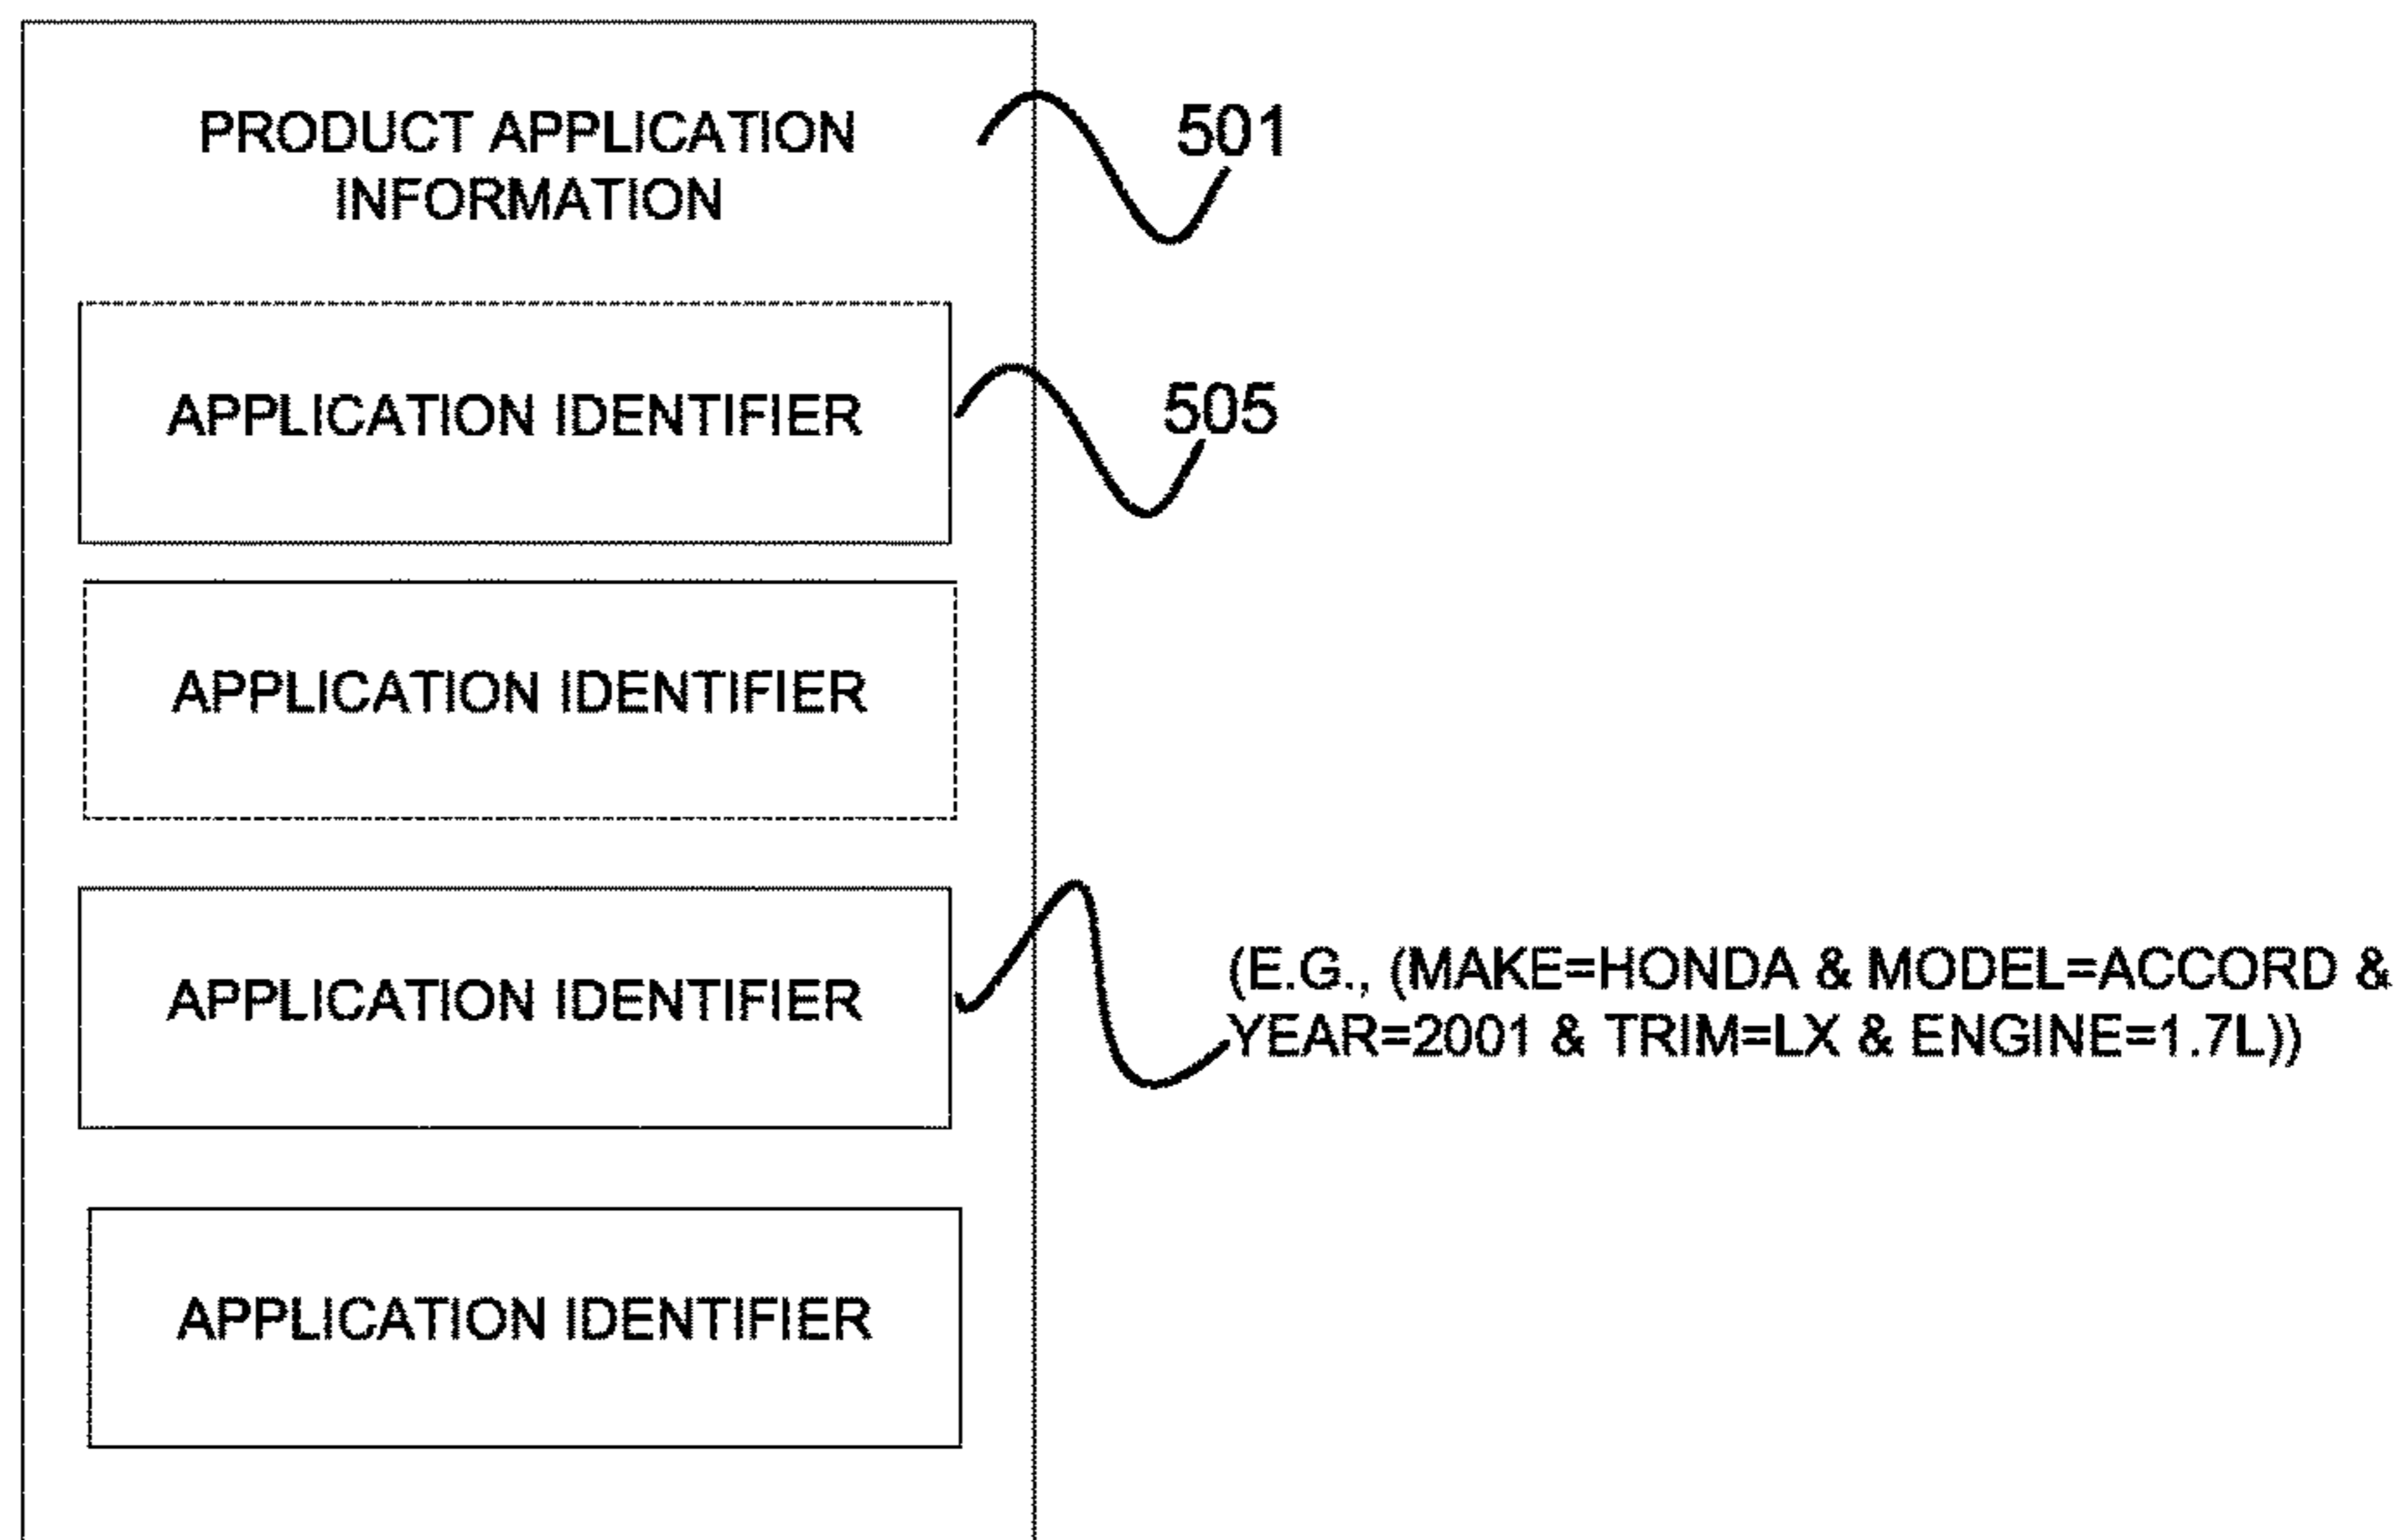 PRODUCT APPLICATION
INFORMATION
501
APPLICATION IDENTIFIER
505
APPLICATION IDENTIFIER
APPLICATION IDENTIFIER
(E.G., (MAKE=HONDA & MODEL=ACCORD &
YEAR=2001 & TRIM=LX & ENGINE=1.7L))
APPLICATION IDENTIFIER